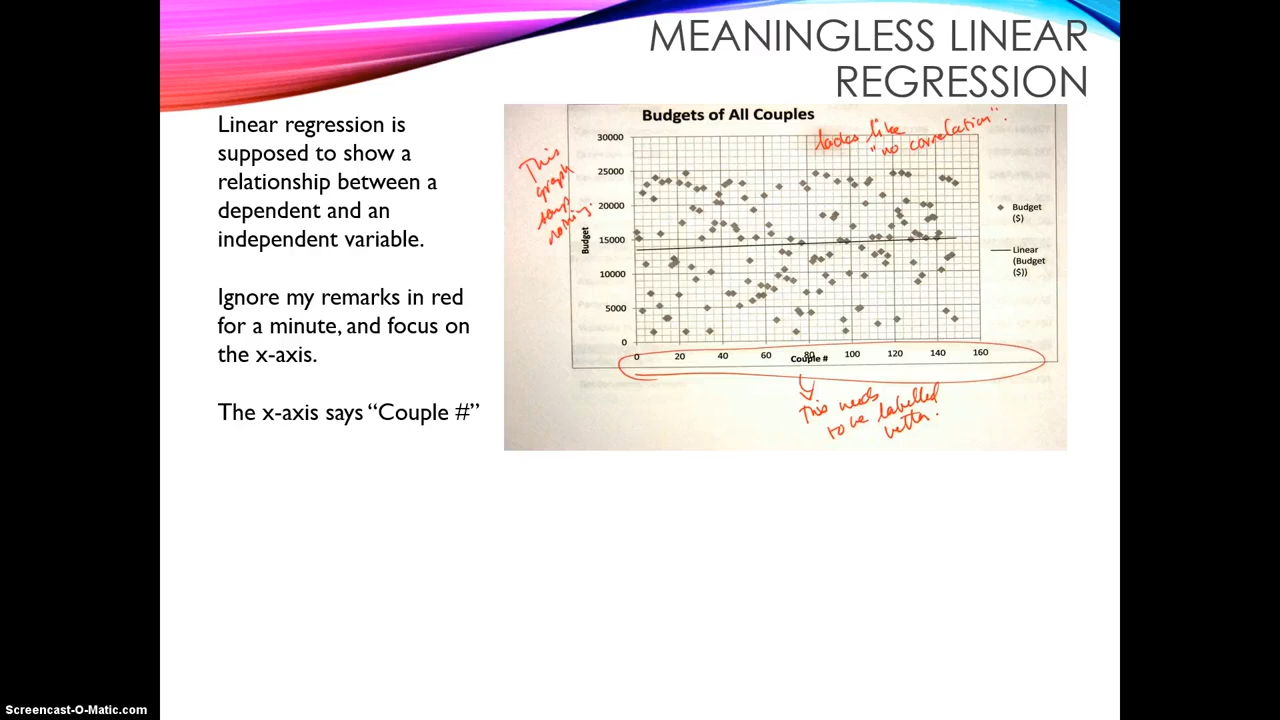 MEANINGLESS LINEAR
REGRESSION
Linear regression is
supposed to show a
relationship between a
dependent and an
independent variable.
Ignore my remarks in red
for a minute, and focus on
the x-axis.
The x-axis says “Couple #”
Budgets of All Couples
looks like
"no correlation".
This
graph
says
nothing.
30000
25000
20000
15000
10000
5000
0
Budget
0 20 40 60 80 100 120 140 160
Couple #
Budget
($)
Linear
(Budget
($))
This needs
to be labelled
better.
Screencast-O-Matic.com